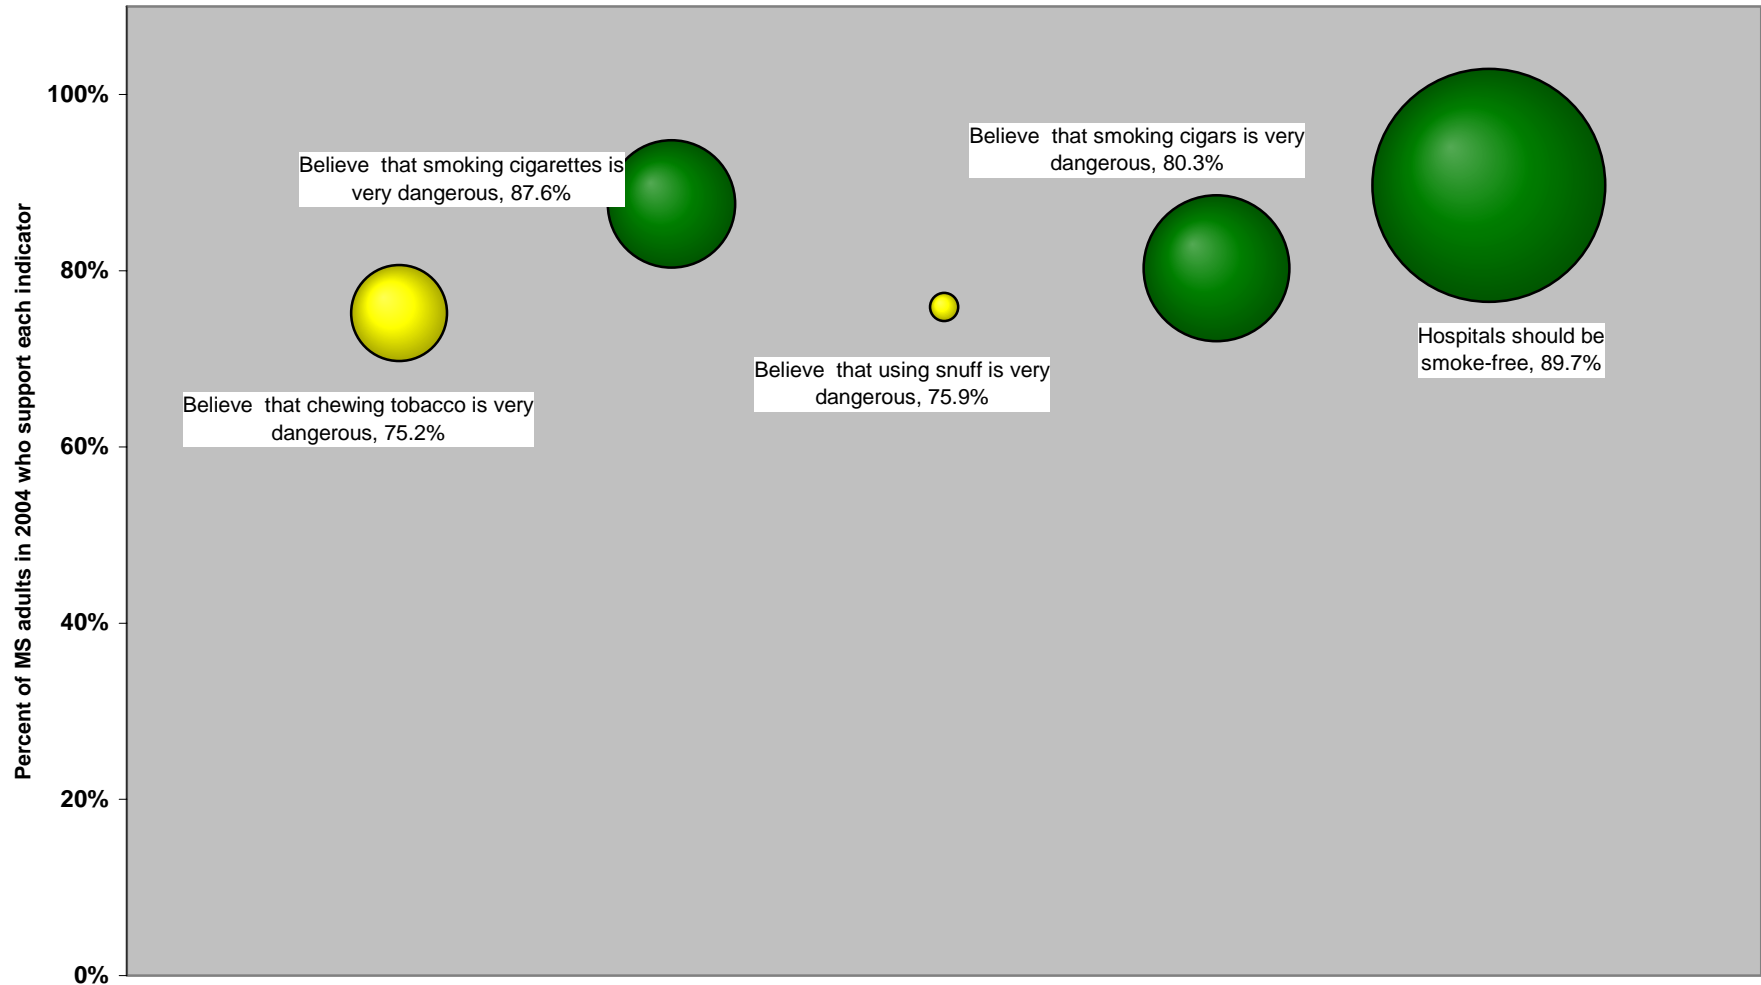 Percent of MS adults in 2004 who support each indicator
100%
80%
60%
40%
20%
0%
Believe  that smoking cigarettes is
very dangerous, 87.6%
Believe  that chewing tobacco is very
dangerous, 75.2%
Believe  that using snuff is very
dangerous, 75.9%
Believe  that smoking cigars is very
dangerous, 80.3%
Hospitals should be
smoke-free, 89.7%